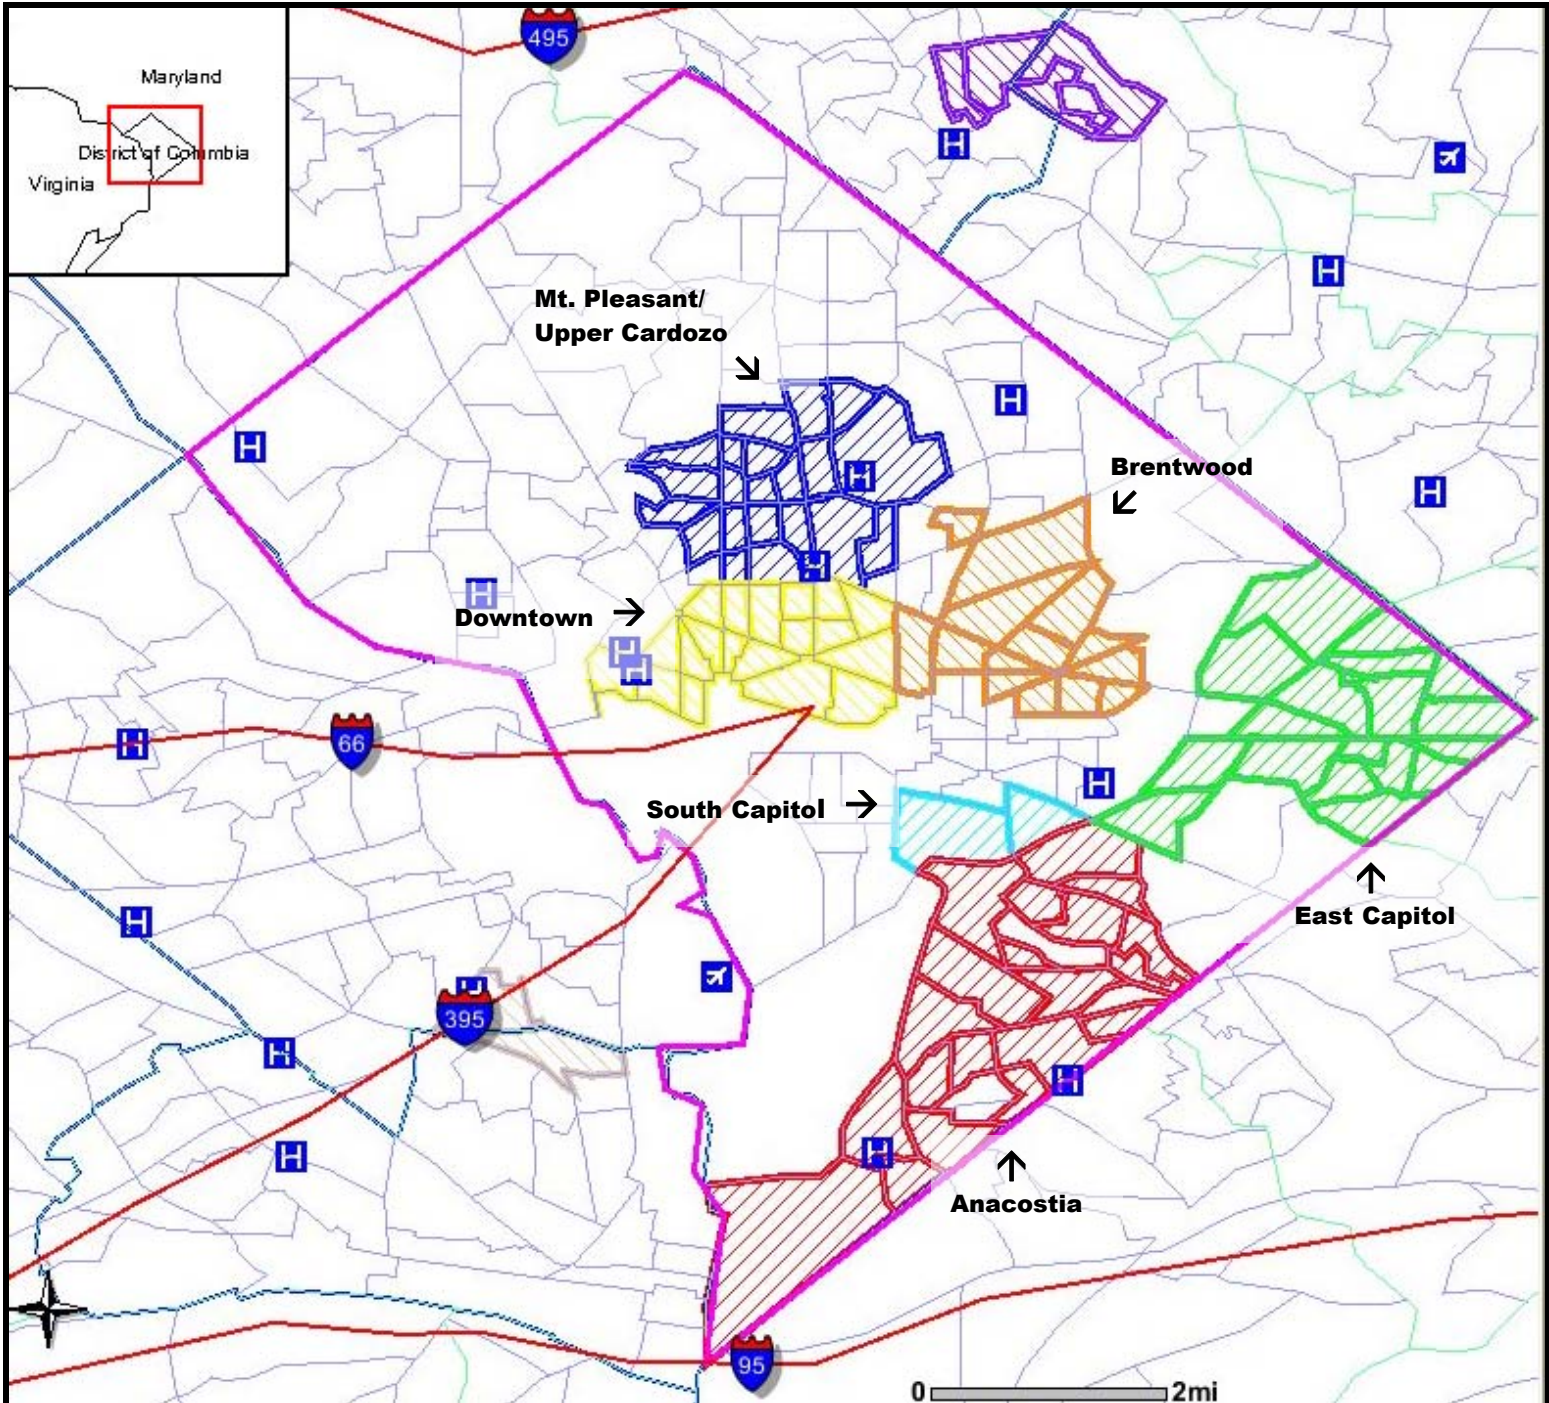 495
Maryland
District of Columbia
Virginia
H
H
Mt. Pleasant/
Upper Cardozo
H
H
Brentwood
H
H
H
H
H
Downtown
H
H
H
66
H
South Capitol
H
East Capitol
H
395
H
H
H
H
Anacostia
95
0 2mi